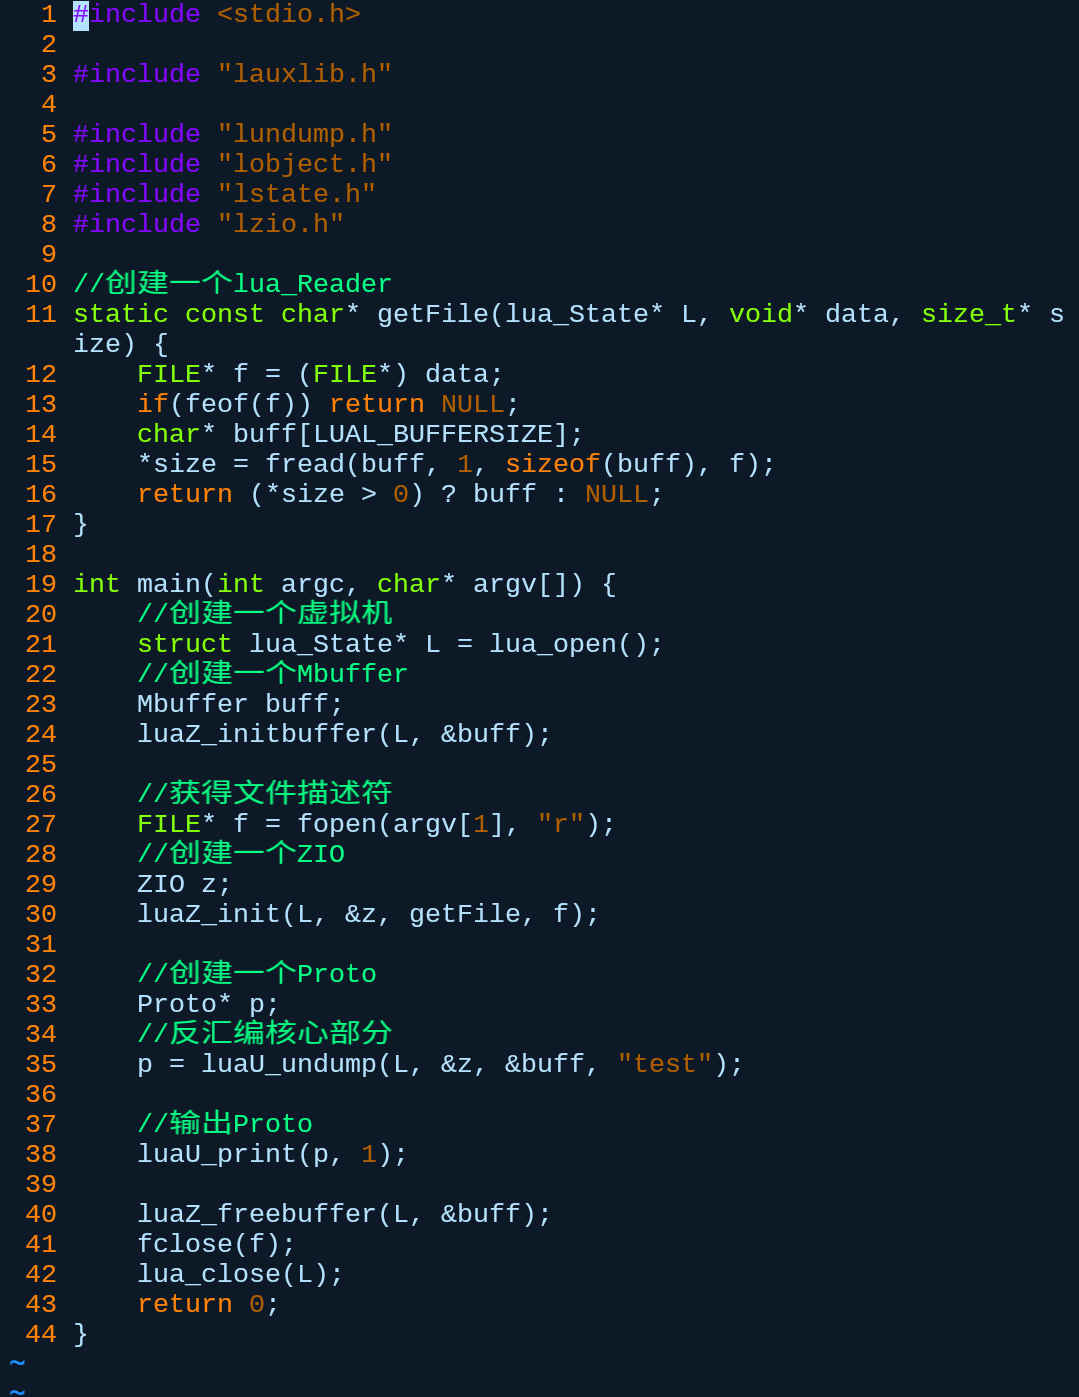 1 #include <stdio.h>
2
3 #include "lauxlib.h"
4
5 #include "lundump.h"
6 #include "lobject.h"
7 #include "lstate.h"
8 #include "lzio.h"
9
10 //创建一个lua_Reader
11 static const char* getFile(lua_State* L, void* data, size_t* s
ize) {
12     FILE* f = (FILE*) data;
13     if(feof(f)) return NULL;
14     char* buff[LUAL_BUFFERSIZE];
15     *size = fread(buff, 1, sizeof(buff), f);
16     return (*size > 0) ? buff : NULL;
17 }
18
19 int main(int argc, char* argv[]) {
20     //创建一个虚拟机
21     struct lua_State* L = lua_open();
22     //创建一个Mbuffer
23     Mbuffer buff;
24     luaZ_initbuffer(L, &buff);
25
26     //获得文件描述符
27     FILE* f = fopen(argv[1], "r");
28     //创建一个ZIO
29     ZIO z;
30     luaZ_init(L, &z, getFile, f);
31
32     //创建一个Proto
33     Proto* p;
34     //反汇编核心部分
35     p = luaU_undump(L, &z, &buff, "test");
36
37     //输出Proto
38     luaU_print(p, 1);
39
40     luaZ_freebuffer(L, &buff);
41     fclose(f);
42     lua_close(L);
43     return 0;
44 }
~
~